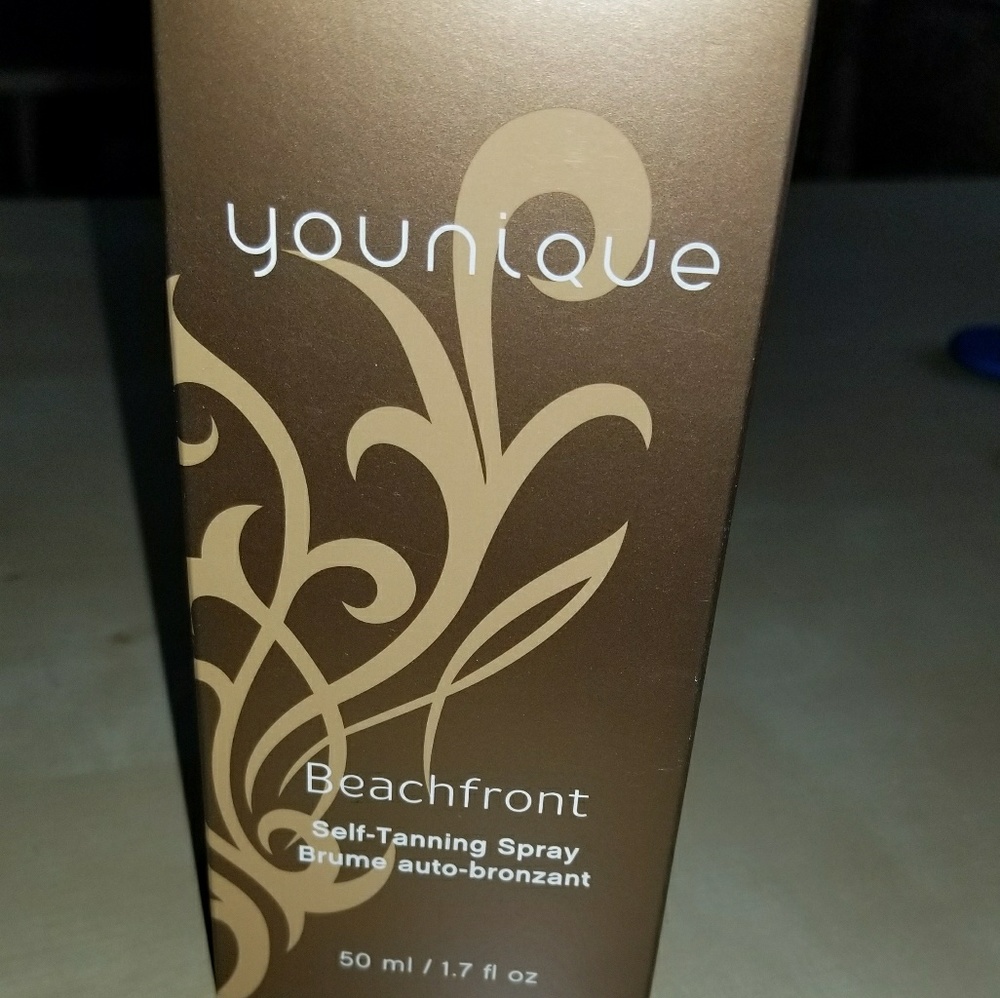 younique
Beachfront
Self-Tanning Spray
Brume auto-bronzant
50 ml / 1.7 fl oz